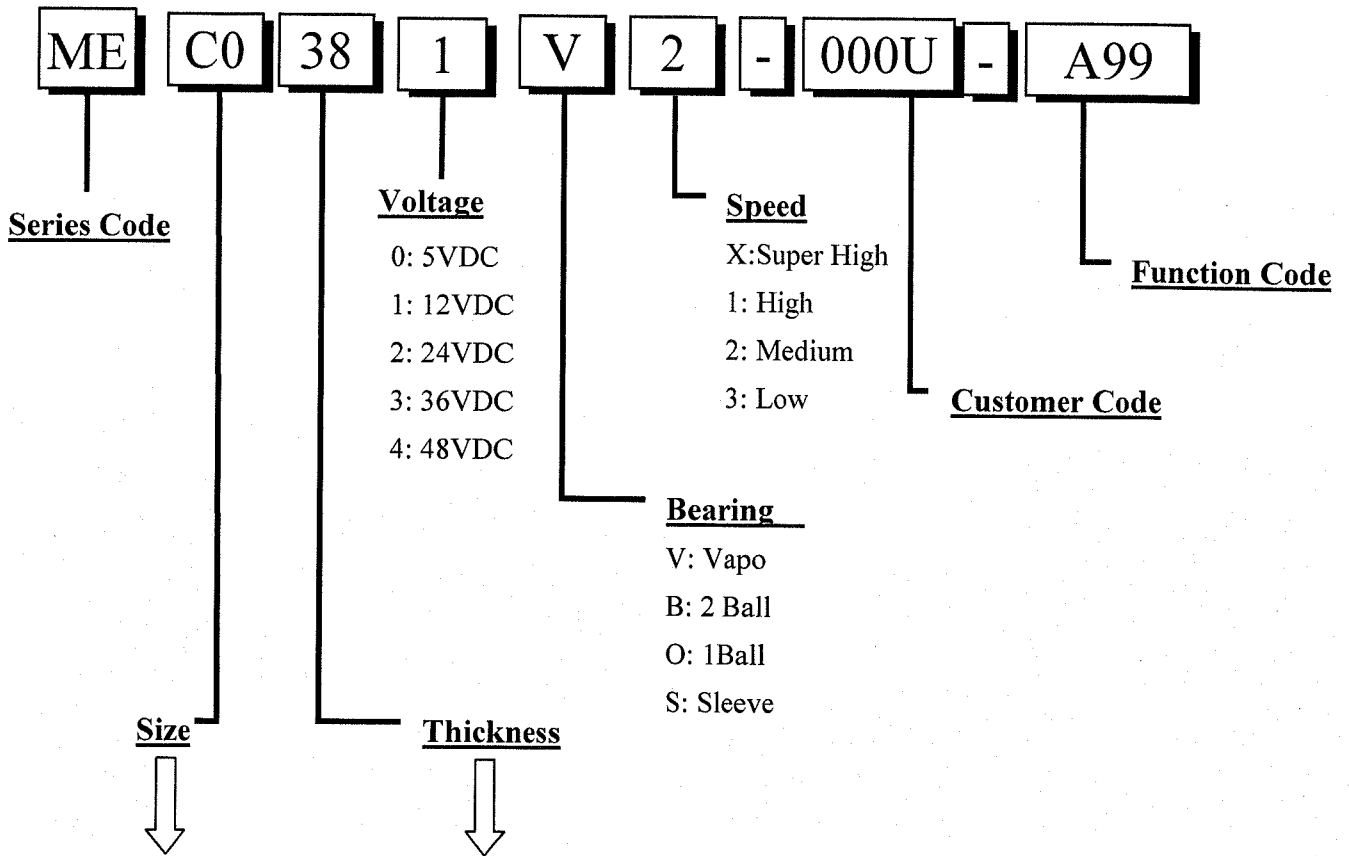 ME C0 38 1 V 2 - 000U - A99
Series Code
Voltage
0: 5VDC
1: 12VDC
2: 24VDC
3: 36VDC
4: 48VDC
Speed
X:Super High
1: High
2: Medium
3: Low
Function Code
Customer Code
Bearing
V: Vapo
B: 2 Ball
O: 1Ball
S: Sleeve
Size
Thickness